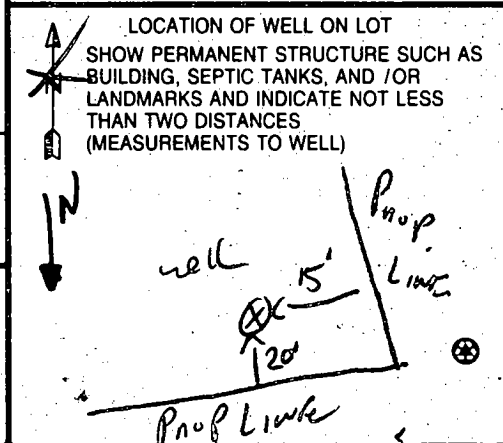 LOCATION OF WELL ON LOT
SHOW PERMANENT STRUCTURE SUCH AS
BUILDING, SEPTIC TANKS, AND /OR
LANDMARKS AND INDICATE NOT LESS
THAN TWO DISTANCES
(MEASUREMENTS TO WELL)
N
Prop.
Line
well
15'
20'
Prop Line